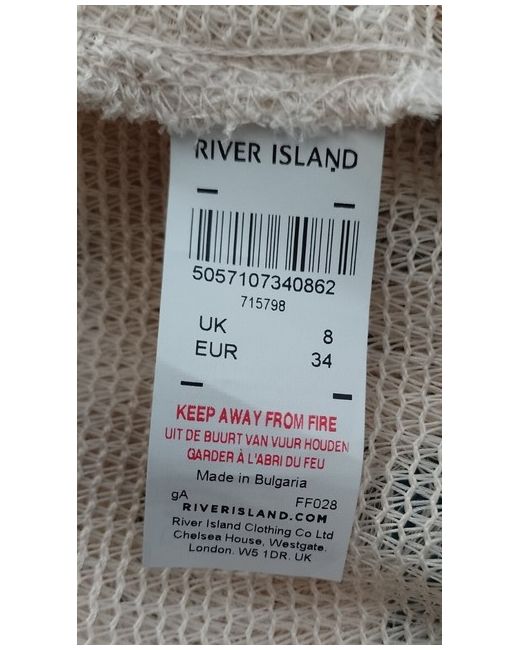 RIVER ISLAND
5057107340862
715798
UK 8
EUR 34
KEEP AWAY FROM FIRE
UIT DE BUURT VAN VUUR HOUDEN
GARDER À L'ABRI DU FEU
Made in Bulgaria
gA FF028
RIVERISLAND.COM
River Island Clothing Co Ltd
Chelsea House, Westgate.
London. W5 1DR. UK